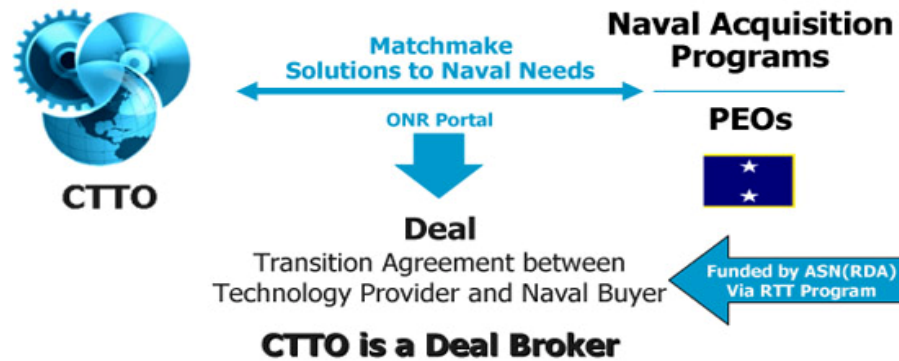 Matchmake
Solutions to Naval Needs
Naval Acquisition
Programs
ONR Portal
PEOs
CTTO
Deal
Transition Agreement between
Technology Provider and Naval Buyer
Funded by ASN(RDA)
Via RTT Program
CTTO is a Deal Broker